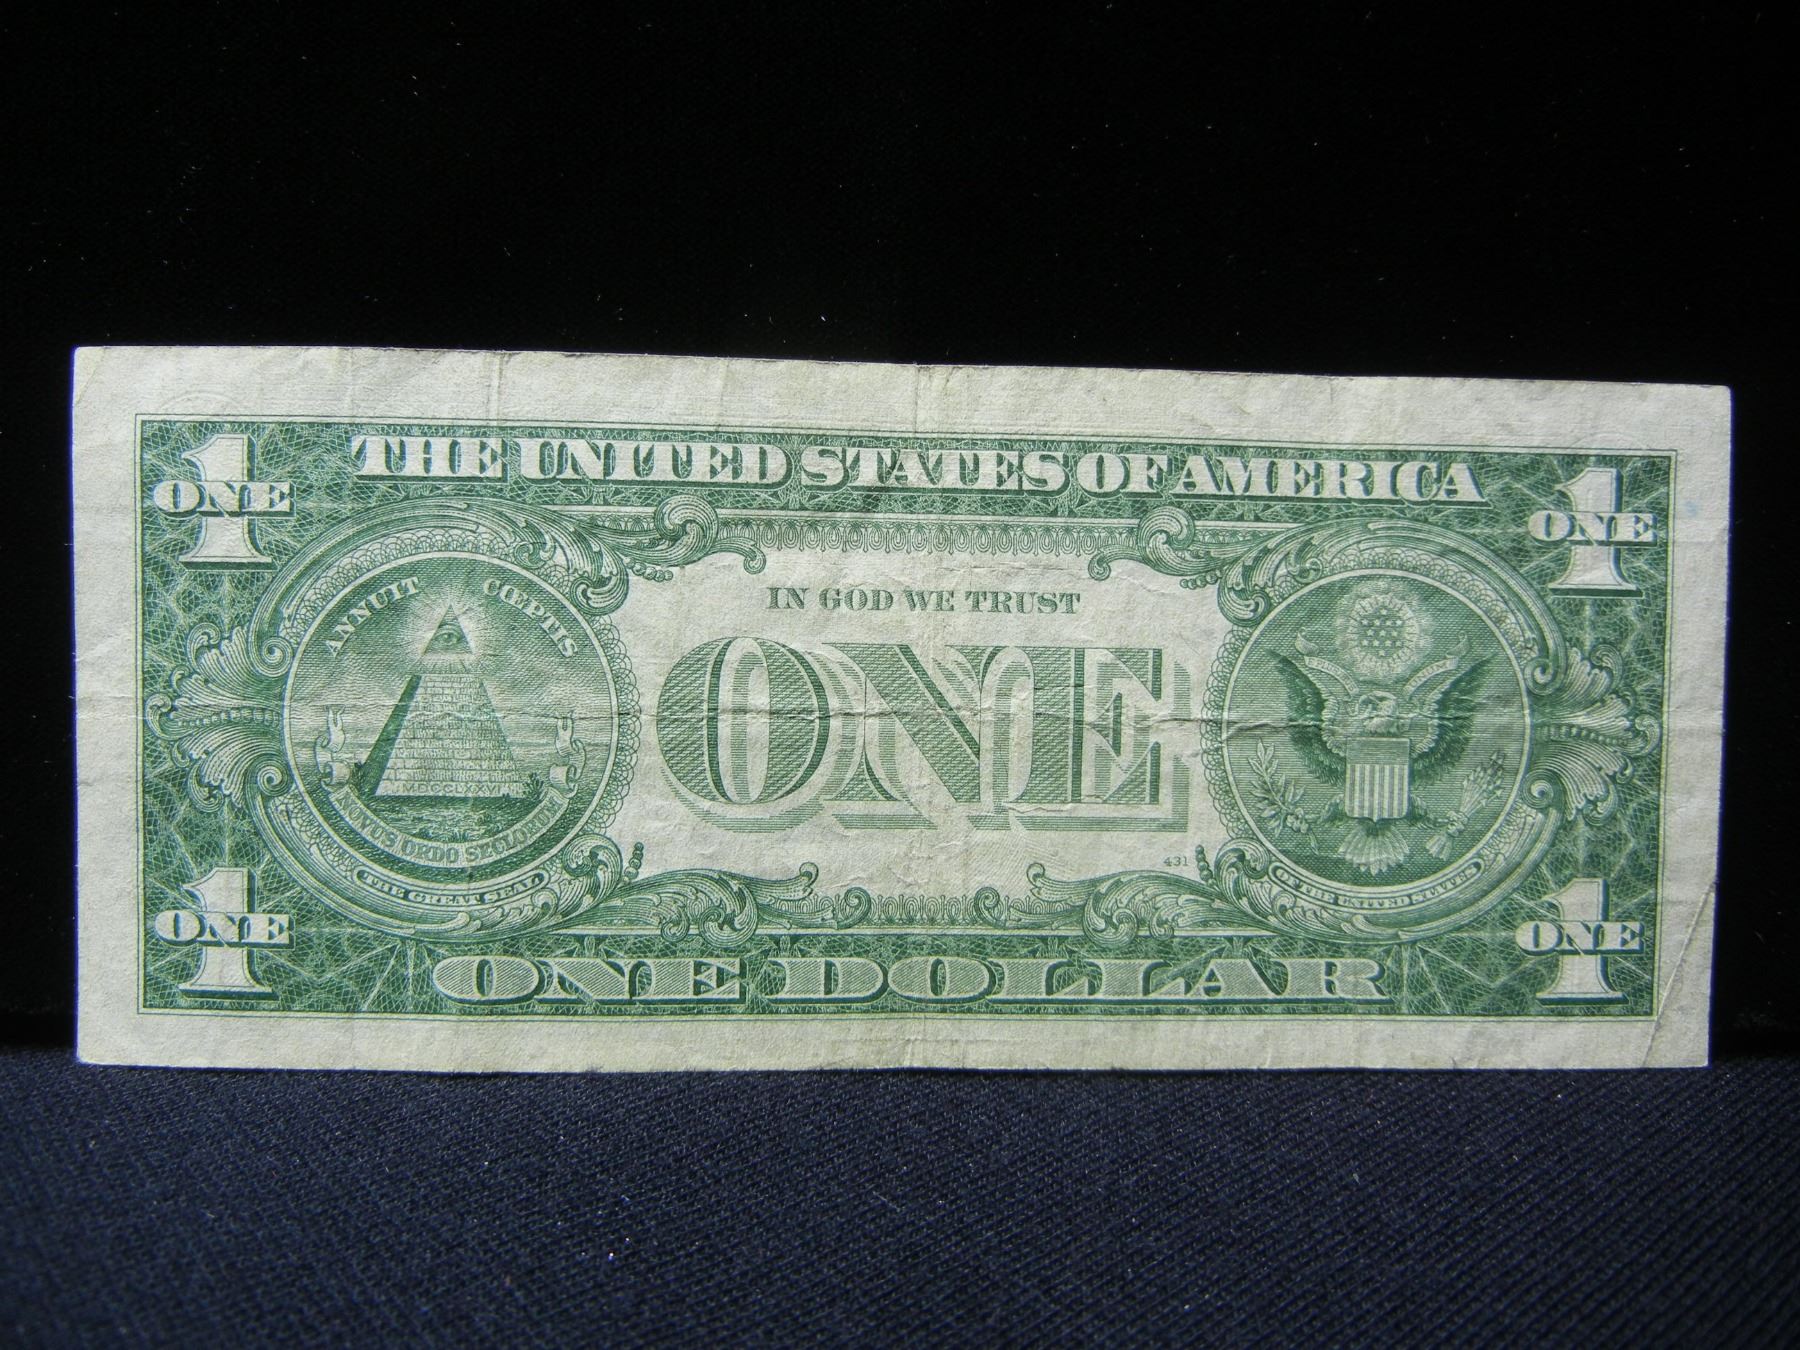 THE UNITED STATES OF AMERICA
1 ONE
1 ONE
ANNUIT CŒPTIS
IN GOD WE TRUST
ONE
MDCCLXXVI
NOVUS ORDO SECLORUM
THE GREAT SEAL
431
OF THE UNITED STATES
1 ONE
1 ONE
ONE DOLLAR